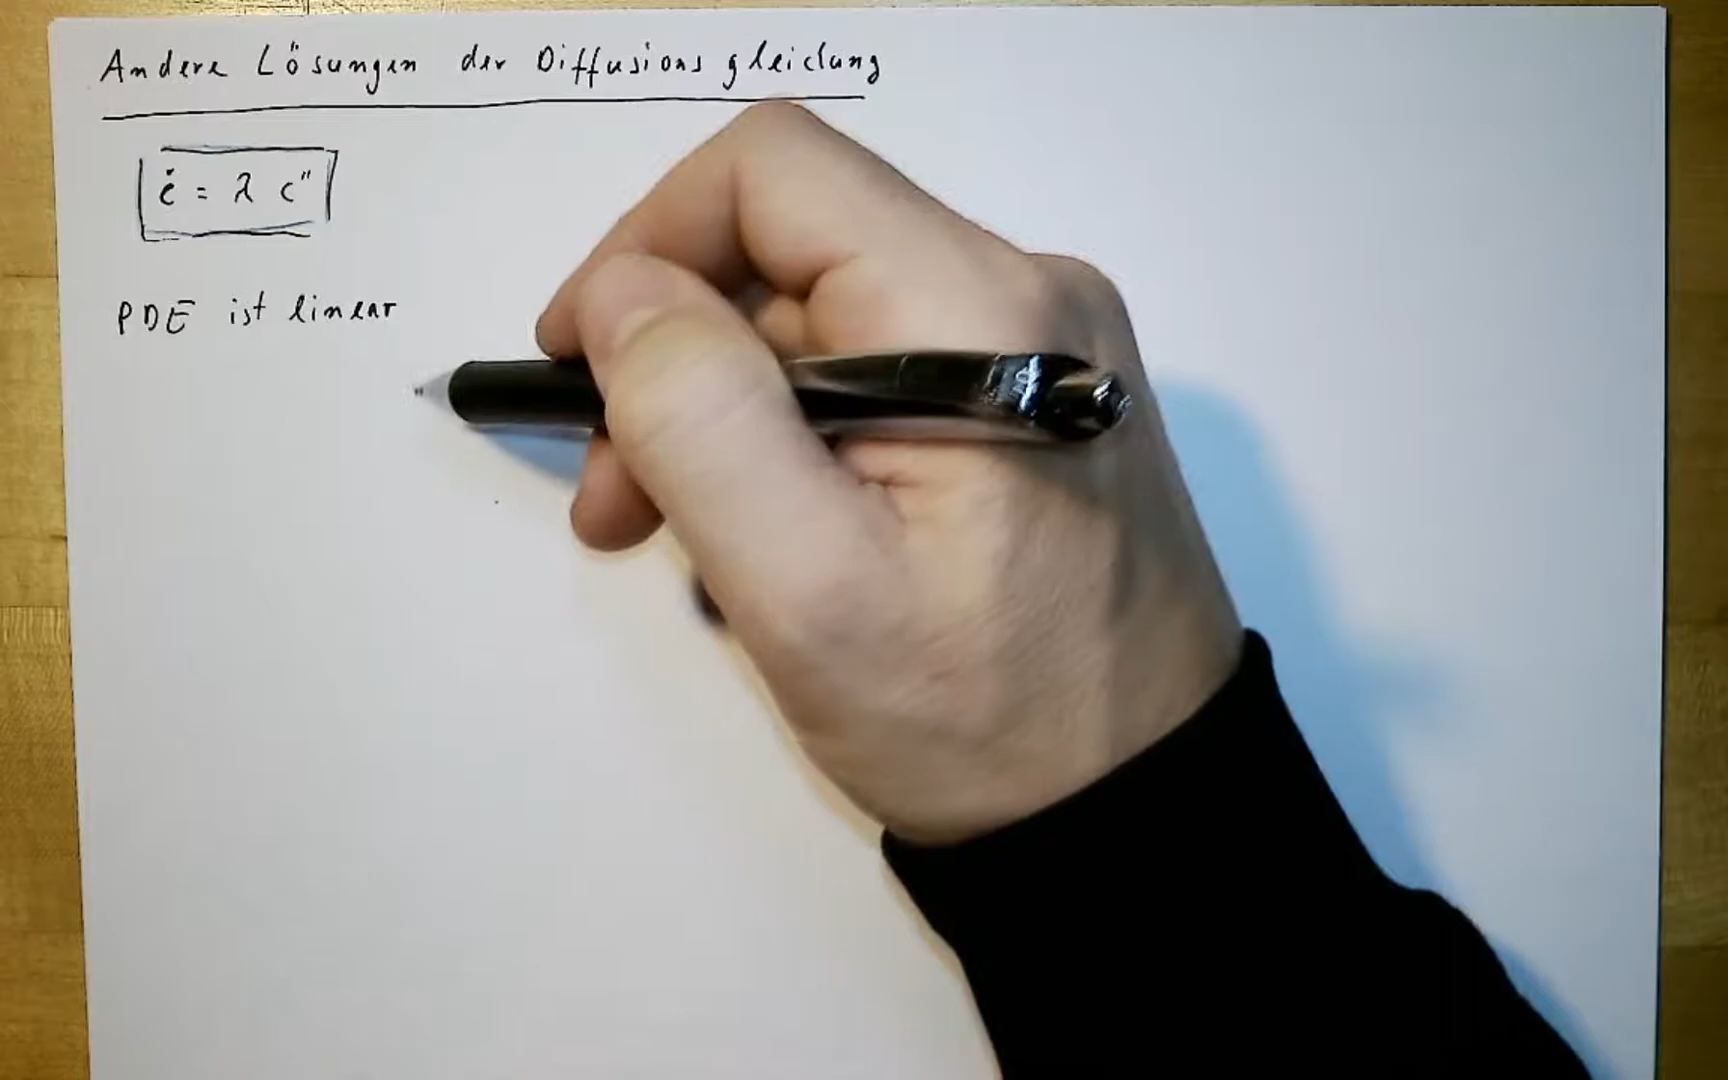 Andere Lösungen der Diffusionsgleichung
ċ = λ c"
PDE ist linear